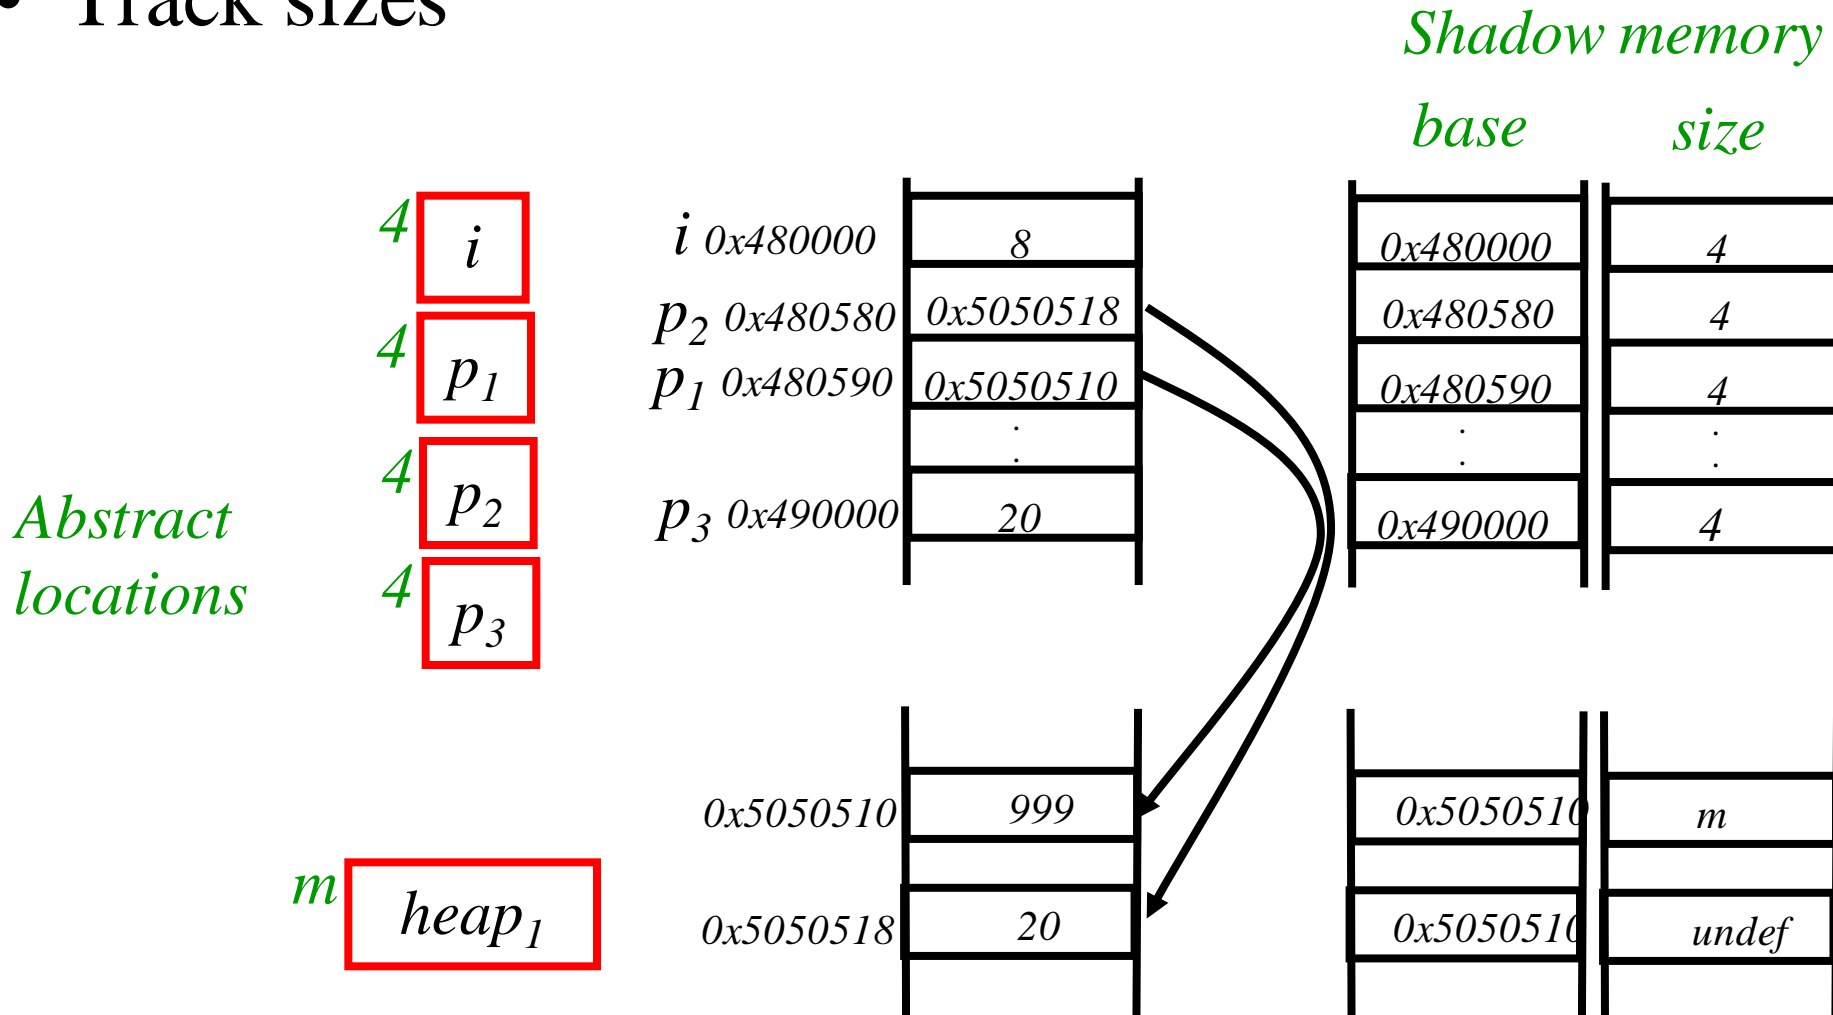 • Track sizes
Shadow memory
base size
4 i
i 0x480000 8 0x480000 4
p2 0x480580 0x5050518 0x480580 4
4 p1
p1 0x480590 0x5050510 0x480590 4
. . .
. . .
4 p2
p3 0x490000 20 0x490000 4
Abstract
locations
4 p3
0x5050510 999 0x5050510 m
m heap1
0x5050518 20 0x5050510 undef